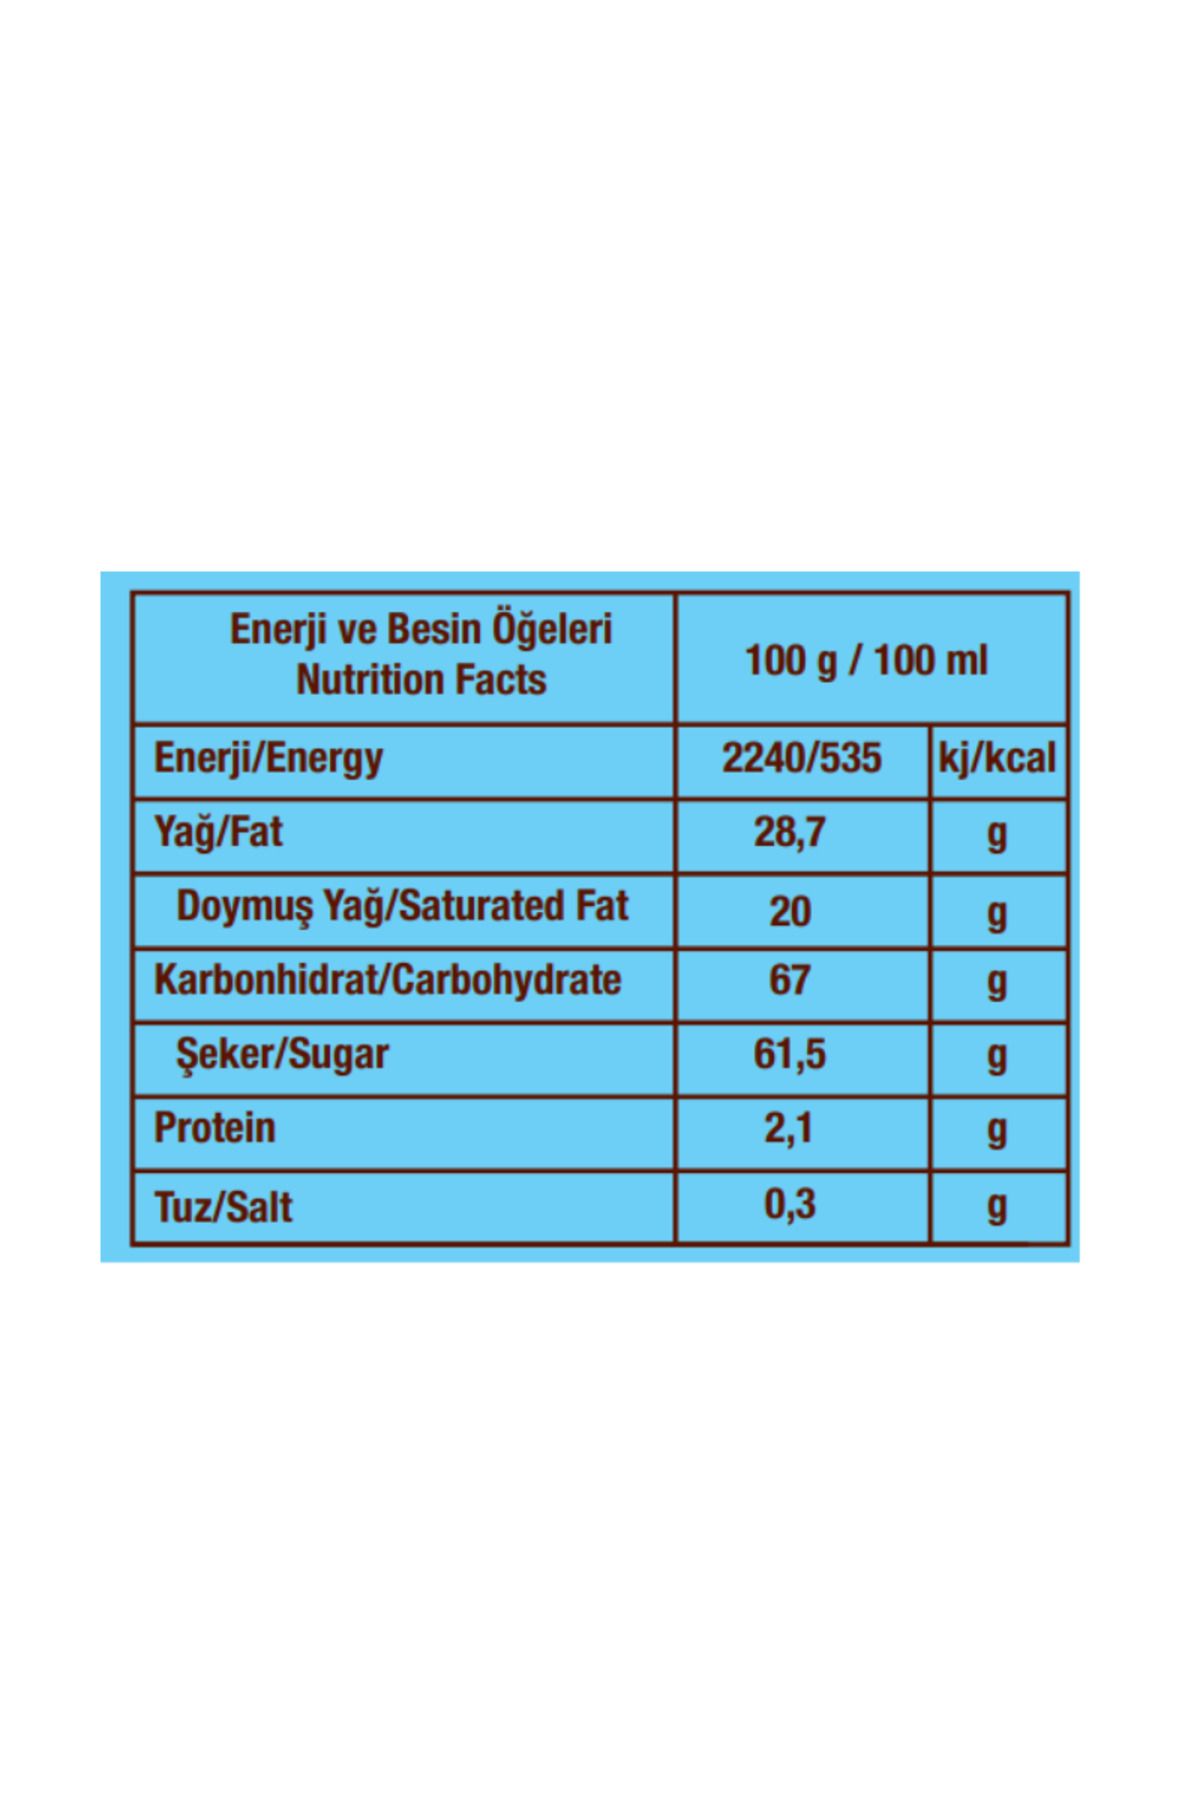 Enerji ve Besin Öğeleri
Nutrition Facts
100 g / 100 ml
Enerji/Energy 2240/535 kj/kcal
Yağ/Fat 28,7 g
Doymuş Yağ/Saturated Fat 20 g
Karbonhidrat/Carbohydrate 67 g
Şeker/Sugar 61,5 g
Protein 2,1 g
Tuz/Salt 0,3 g